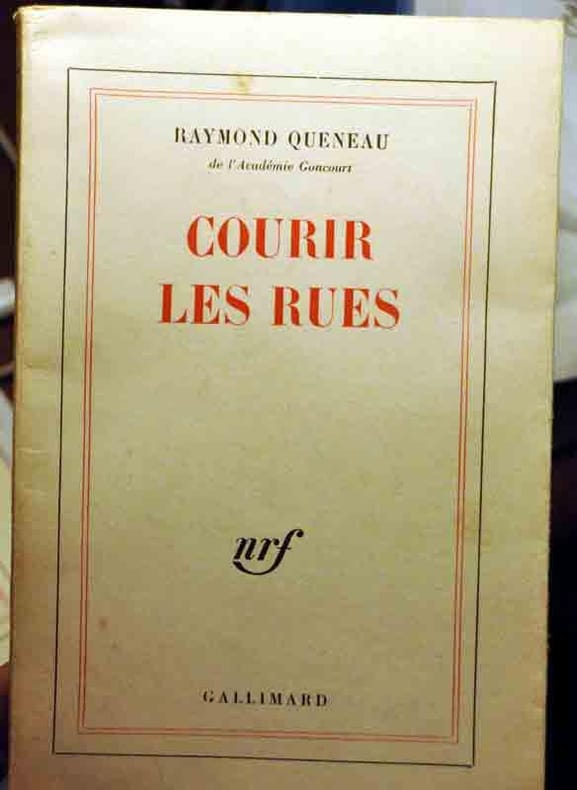 RAYMOND QUENEAU
de l'Académie Goncourt
COURIR
LES RUES
nrf
GALLIMARD